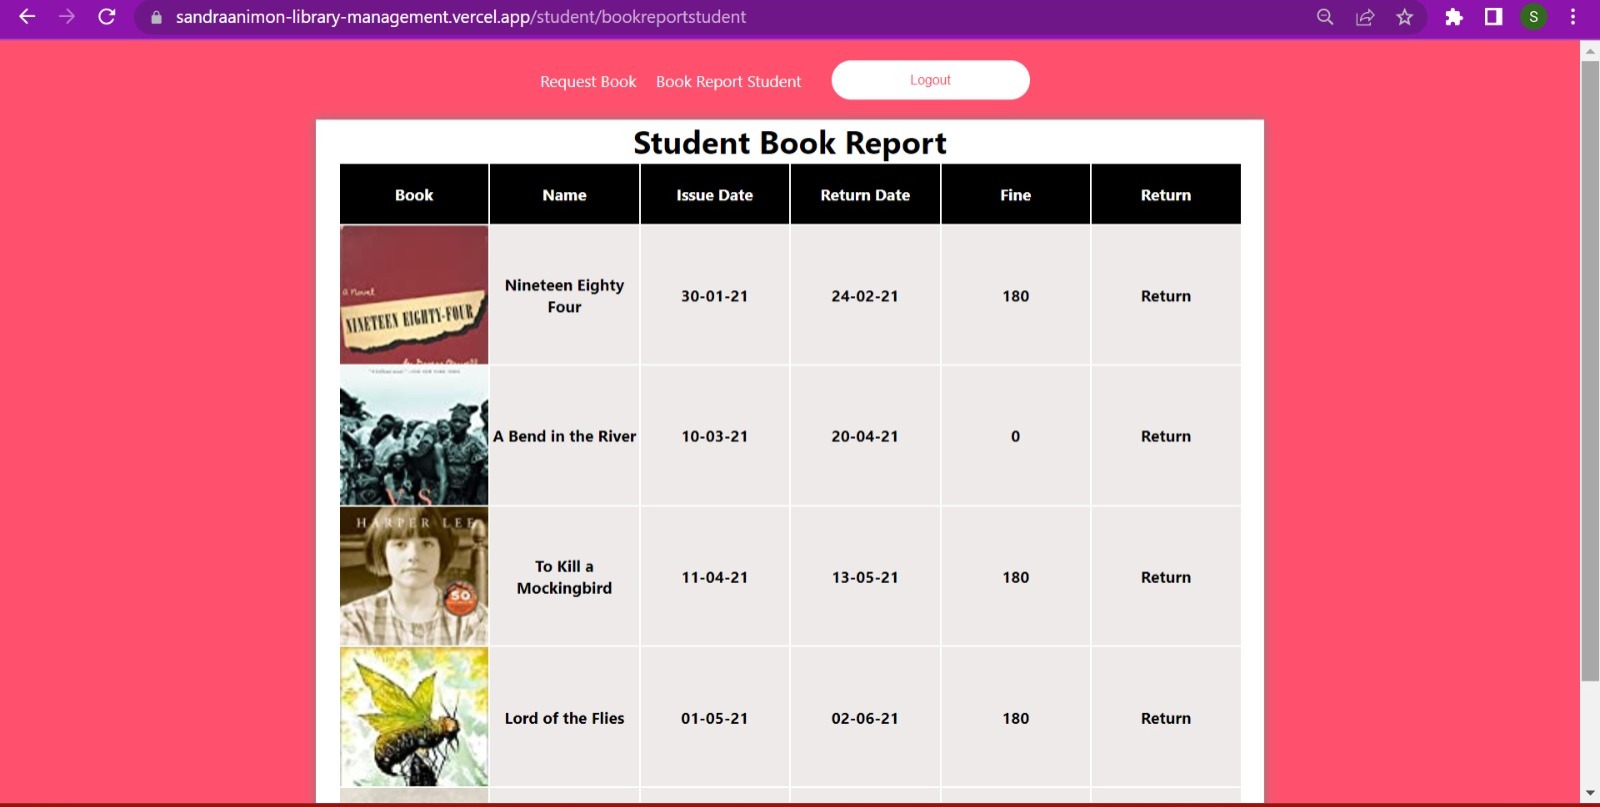 sandraanimon-library-management.vercel.app/student/bookreportstudent
S
Request Book Book Report Student Logout
Student Book Report
Book Name Issue Date Return Date Fine Return
a Novel
NINETEEN EIGHTY-FOUR
Nineteen Eighty
Four
30-01-21 24-02-21 180 Return
A Bend in the River 10-03-21 20-04-21 0 Return
HARPER LEE
50
To Kill a
Mockingbird
11-04-21 13-05-21 180 Return
Lord of the Flies 01-05-21 02-06-21 180 Return